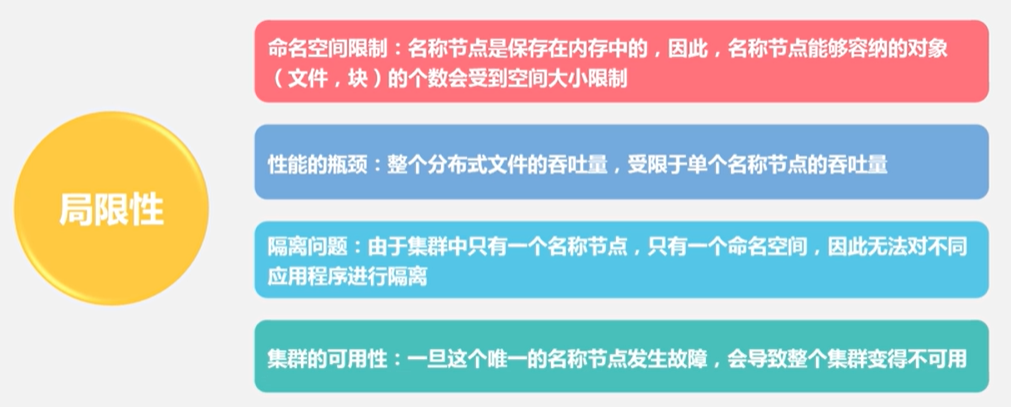 局限性
命名空间限制：名称节点是保存在内存中的，因此，名称节点能够容纳的对象
（文件，块）的个数会受到空间大小限制
性能的瓶颈：整个分布式文件的吞吐量，受限于单个名称节点的吞吐量
隔离问题：由于集群中只有一个名称节点，只有一个命名空间，因此无法对不同
应用程序进行隔离
集群的可用性：一旦这个唯一的名称节点发生故障，会导致整个集群变得不可用